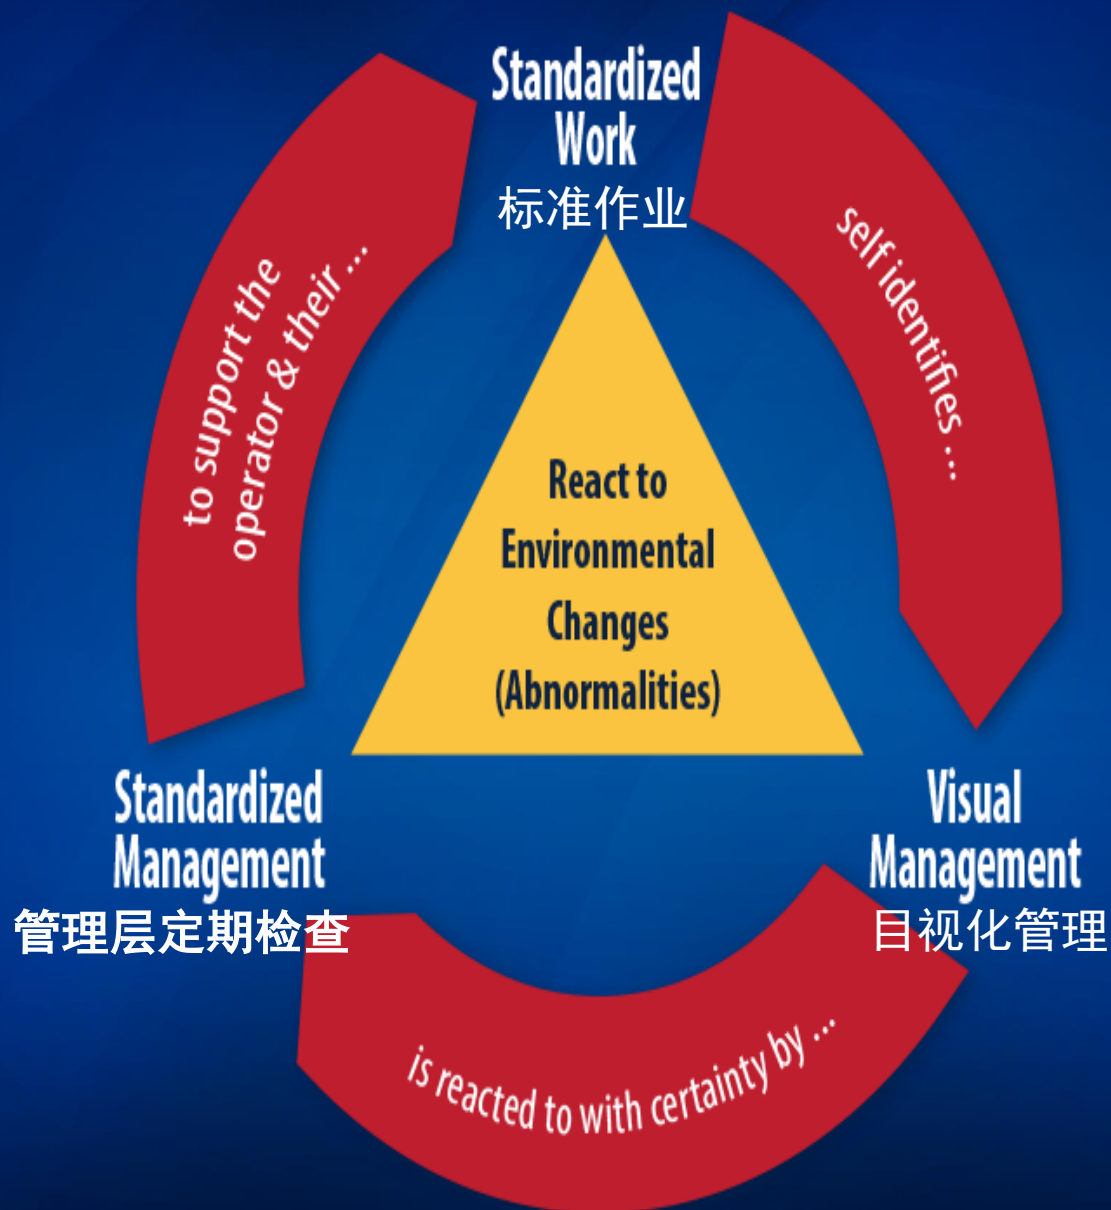 Standardized
Work
标准作业
self identifies ...
to support the
operator & their ...
React to
Environmental
Changes
(Abnormalities)
Standardized
Management
管理层定期检查
Visual
Management
目视化管理
is reacted to with certainty by ...